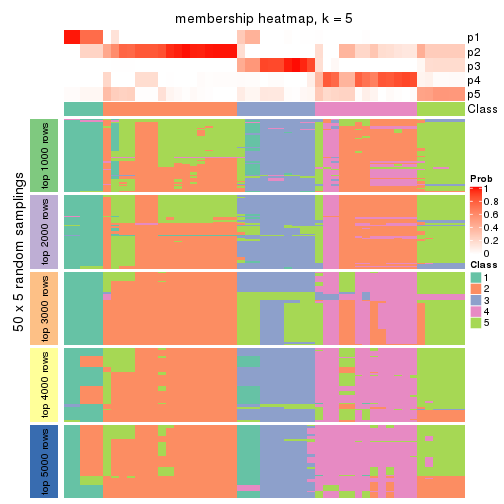 membership heatmap, k = 5
p1
p2
p3
p4
p5
Class
50 x 5 random samplings
top 1000 rows
top 2000 rows
top 3000 rows
top 4000 rows
top 5000 rows
Prob
1
0.8
0.6
0.4
0.2
0
Class
1
2
3
4
5